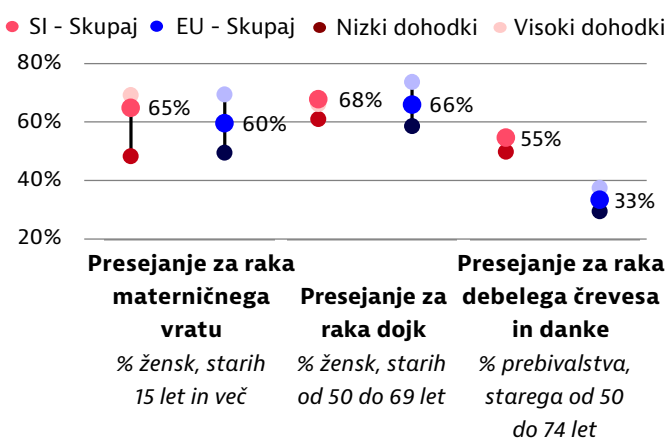 SI - Skupaj EU - Skupaj Nizki dohodki Visoki dohodki
80%
60%
40%
20%
65%
60%
68%
66%
55%
33%
Presejanje za raka
materničnega
vratu
% žensk, starih
15 let in več
Presejanje za
raka dojk
% žensk, starih
od 50 do 69 let
Presejanje za raka
debelega črevesa
in danke
% prebivalstva,
starega od 50
do 74 let